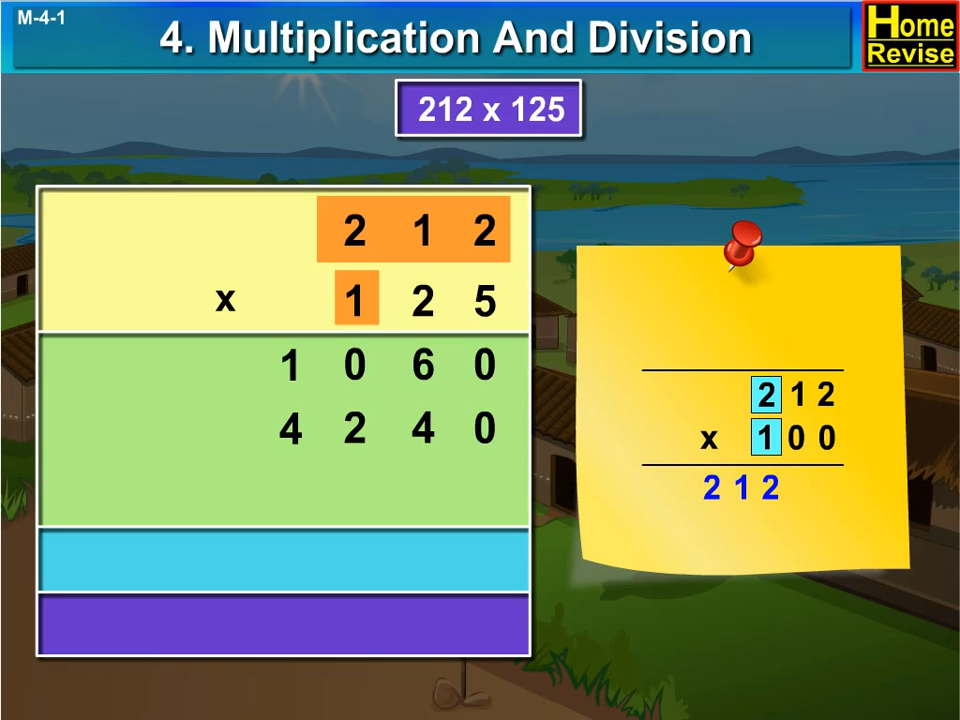 M-4-1
4. Multiplication And Division
Home
Revise
212 x 125
2 1 2
x 1 2 5
1 0 6 0
4 2 4 0
2 1 2
x 1 0 0
2 1 2